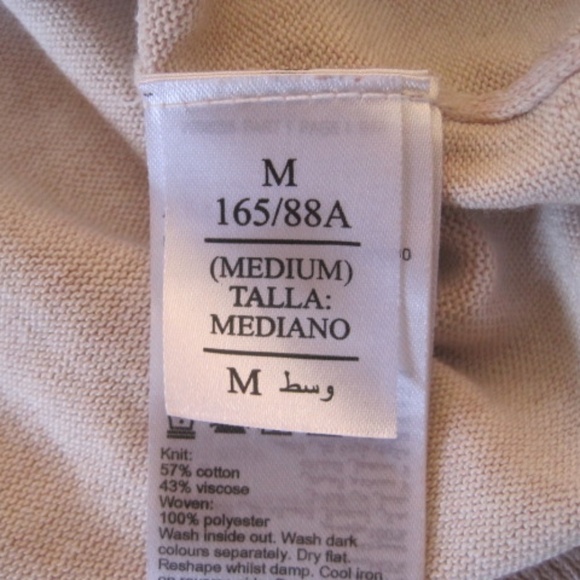 M
165/88A
(MEDIUM)
TALLA:
MEDIANO
M وسط
Knit:
57% cotton
43% viscose
Woven:
100% polyester
Wash inside out. Wash dark
colours separately. Dry flat.
Reshape whilst damp. Cool iron